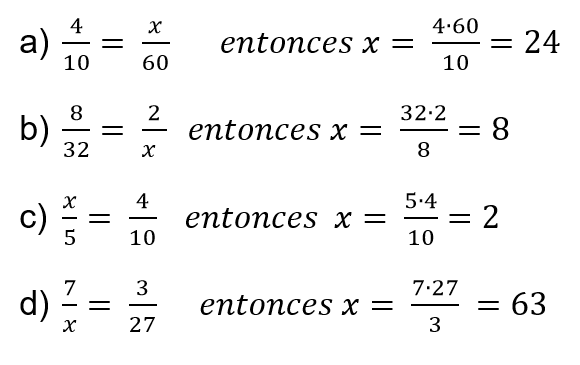 a) 4/10 = x/60 entonces x = 4·60/10 = 24
b) 8/32 = 2/x entonces x = 32·2/8 = 8
c) x/5 = 4/10 entonces x = 5·4/10 = 2
d) 7/x = 3/27 entonces x = 7·27/3 = 63